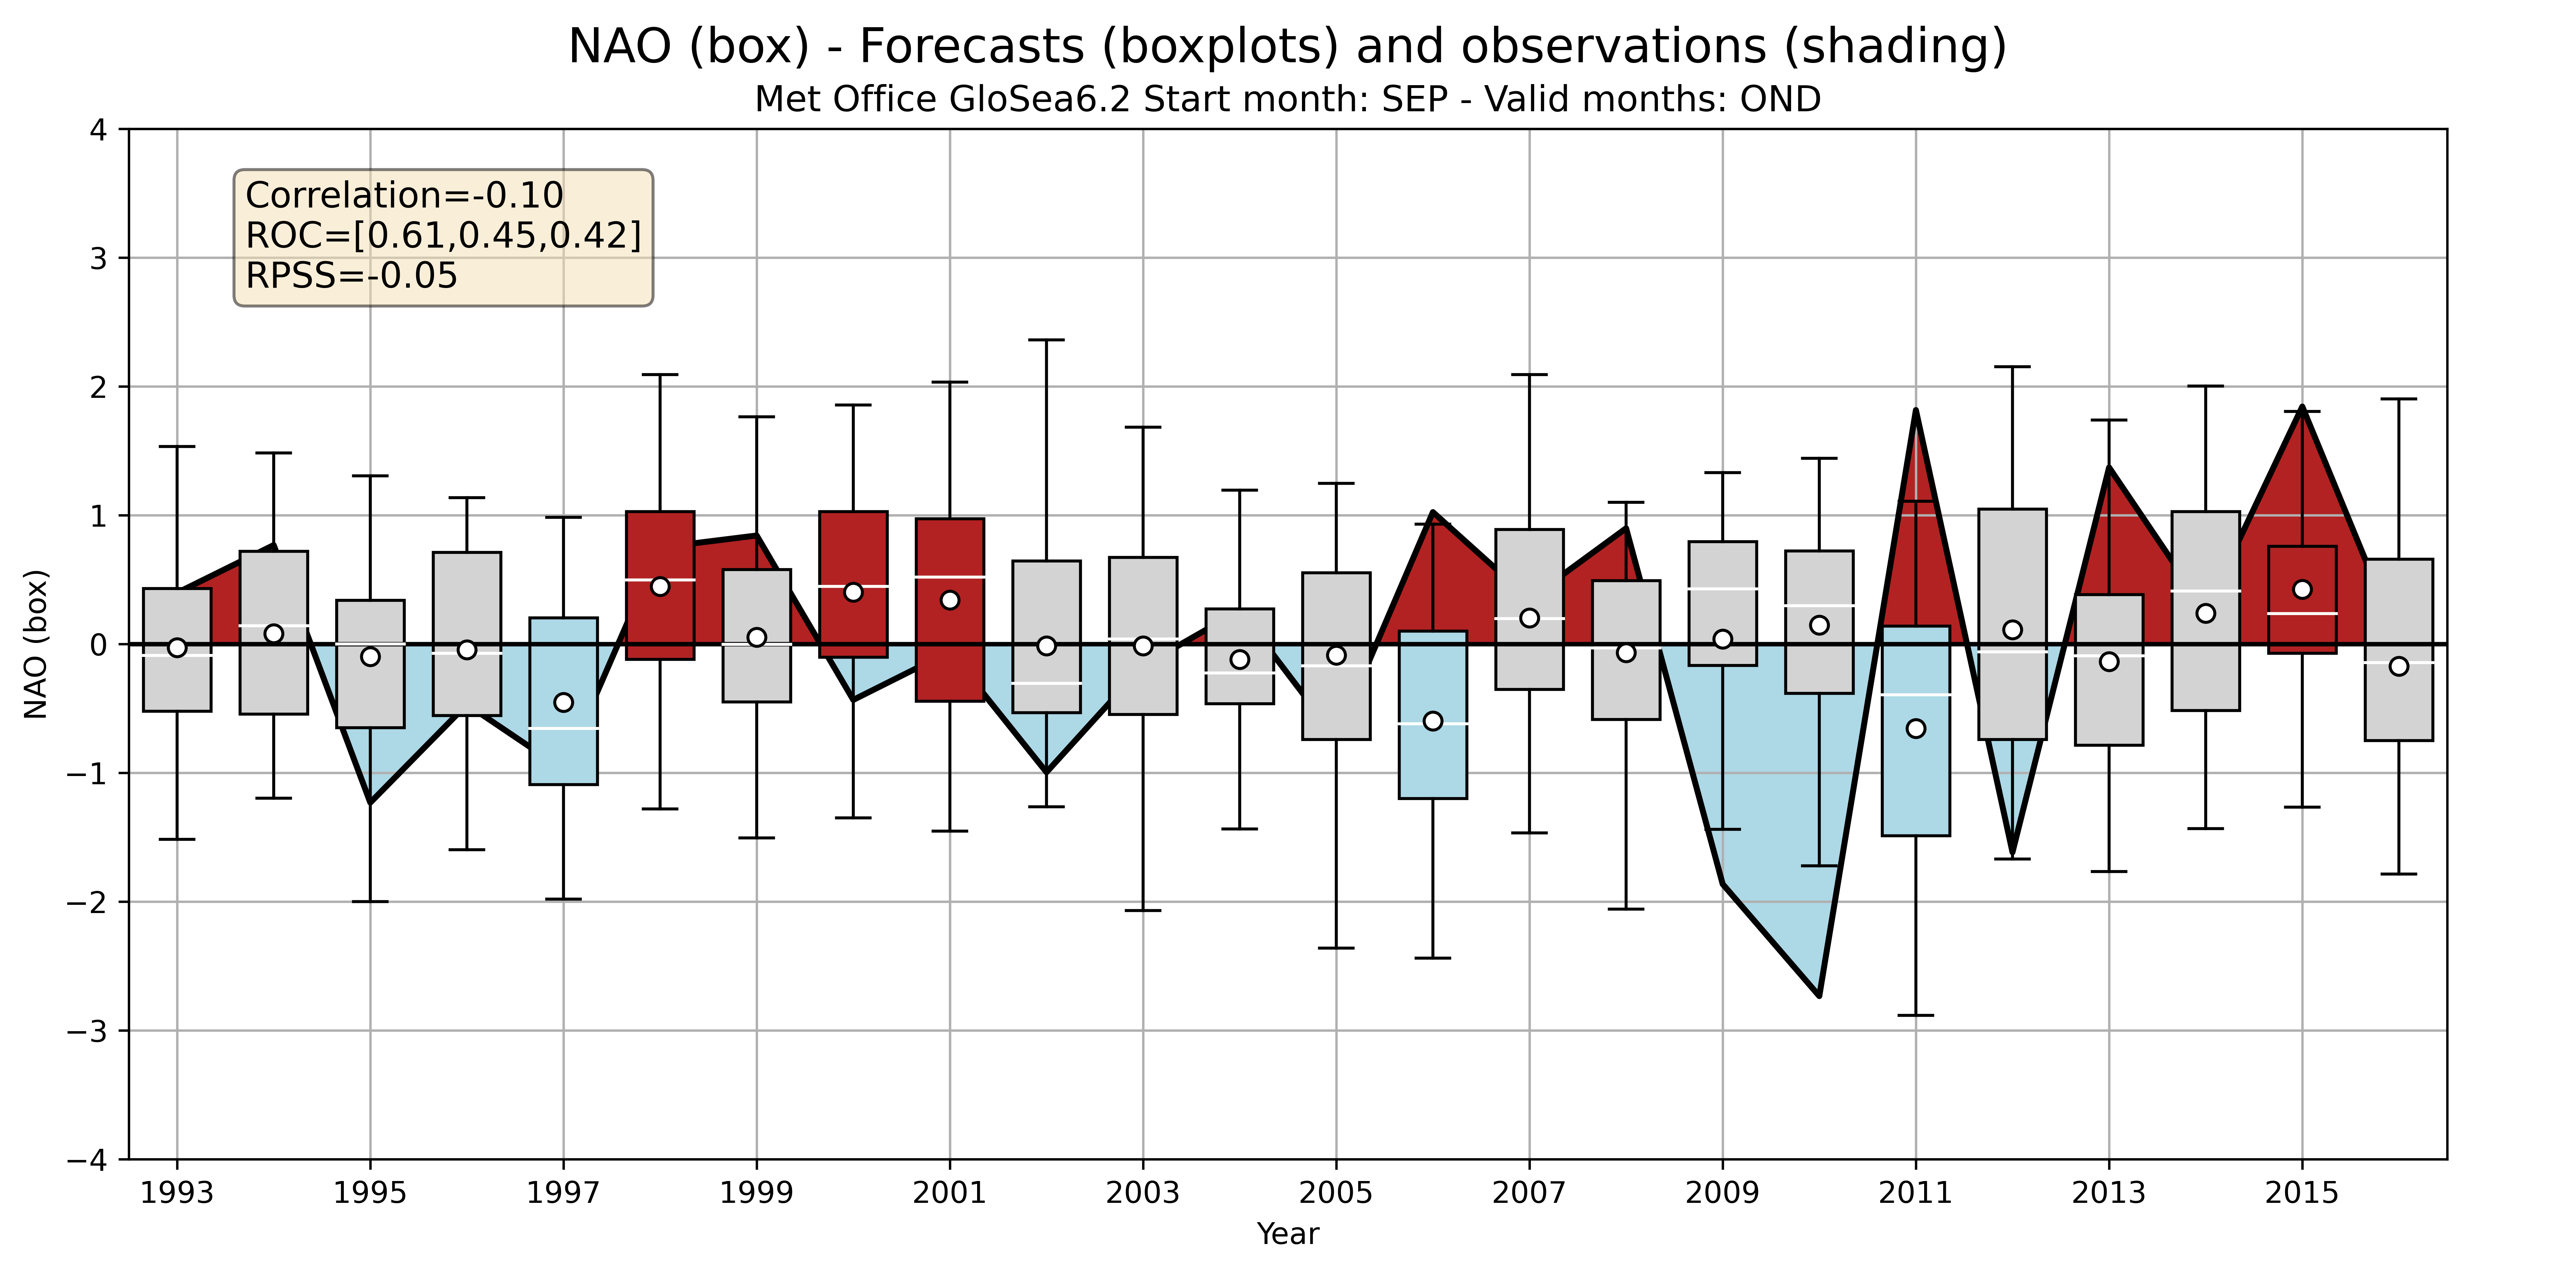 NAO (box) - Forecasts (boxplots) and observations (shading)
Met Office GloSea6.2 Start month: SEP - Valid months: OND
Correlation=-0.10
ROC=[0.61,0.45,0.42]
RPSS=-0.05
NAO (box)
4
3
2
1
0
−1
−2
−3
−4
1993 1995 1997 1999 2001 2003 2005 2007 2009 2011 2013 2015
Year